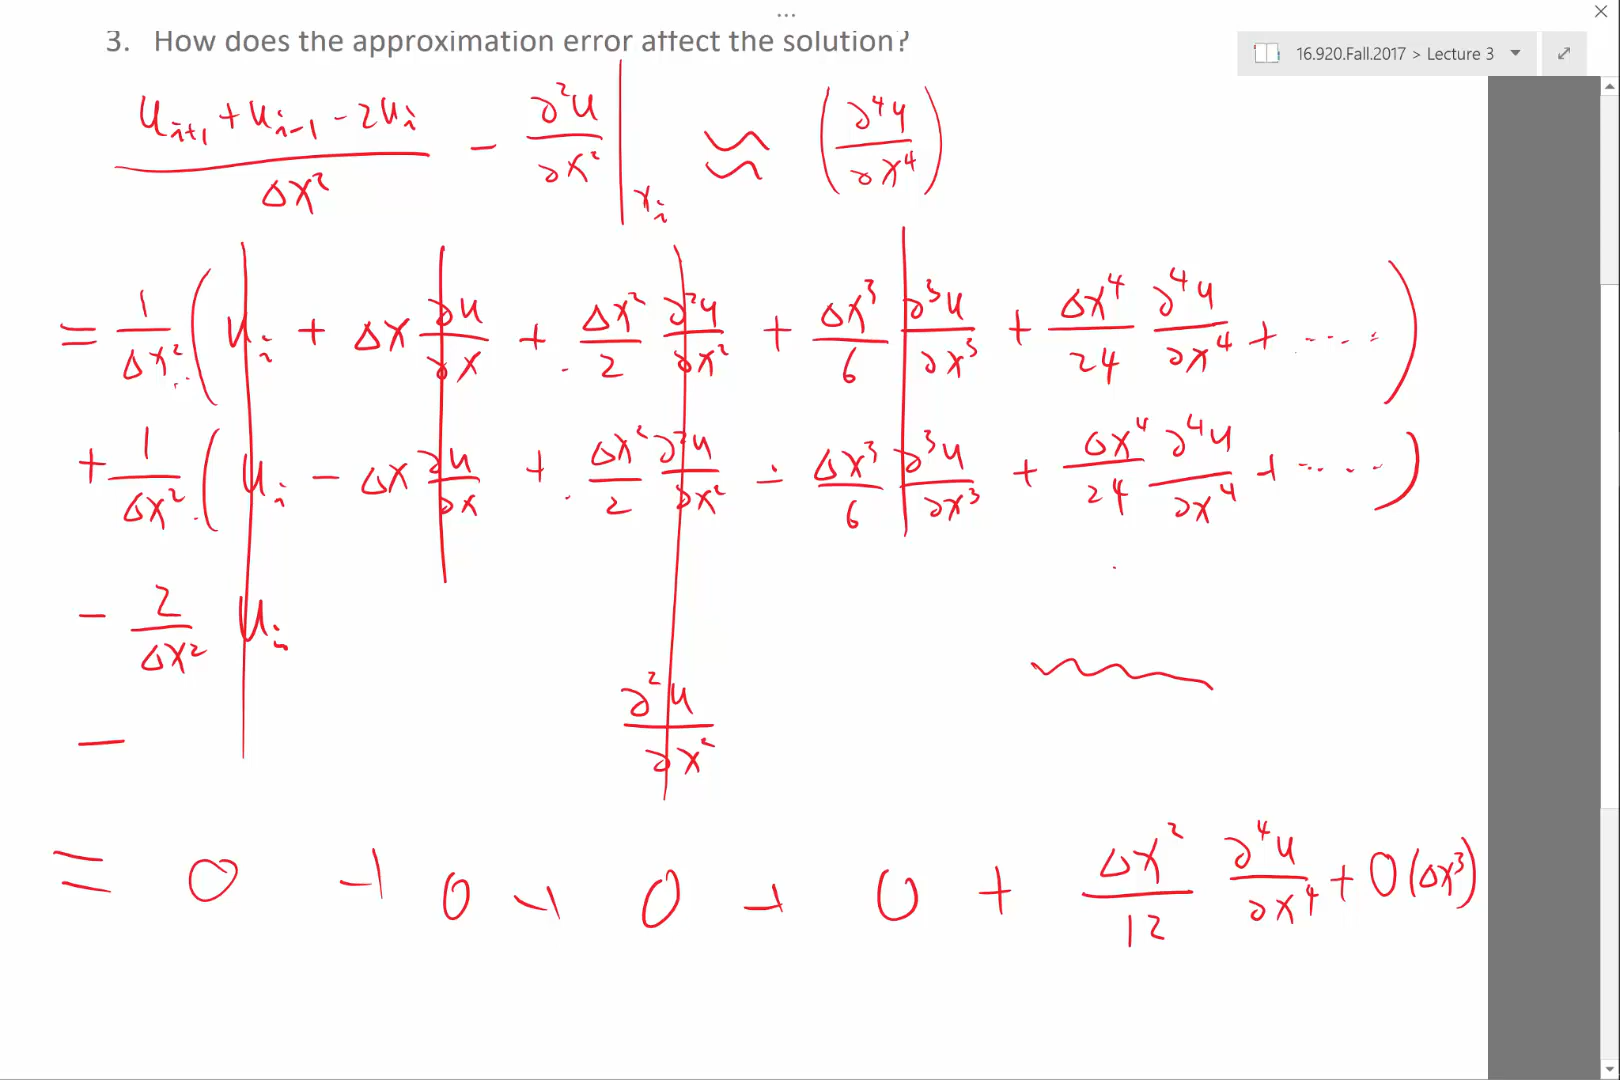 ...
3. How does the approximation error affect the solution?
16.920.Fall.2017 > Lecture 3
(u_{i+1} + u_{i-1} - 2u_i)/Δx² - ∂²u/∂x² |_{x_i} ≈ (∂⁴u/∂x⁴)
= 1/Δx² (u_i + Δx ∂u/∂x + Δx²/2 ∂²u/∂x² + Δx³/6 ∂³u/∂x³ + Δx⁴/24 ∂⁴u/∂x⁴ + ....)
+ 1/Δx² (u_i - Δx ∂u/∂x + Δx²/2 ∂²u/∂x² - Δx³/6 ∂³u/∂x³ + Δx⁴/24 ∂⁴u/∂x⁴ + ....)
- 2/Δx² u_i
- ∂²u/∂x²
= 0 + 0 + 0 + 0 + Δx²/12 ∂⁴u/∂x⁴ + O(Δx³)